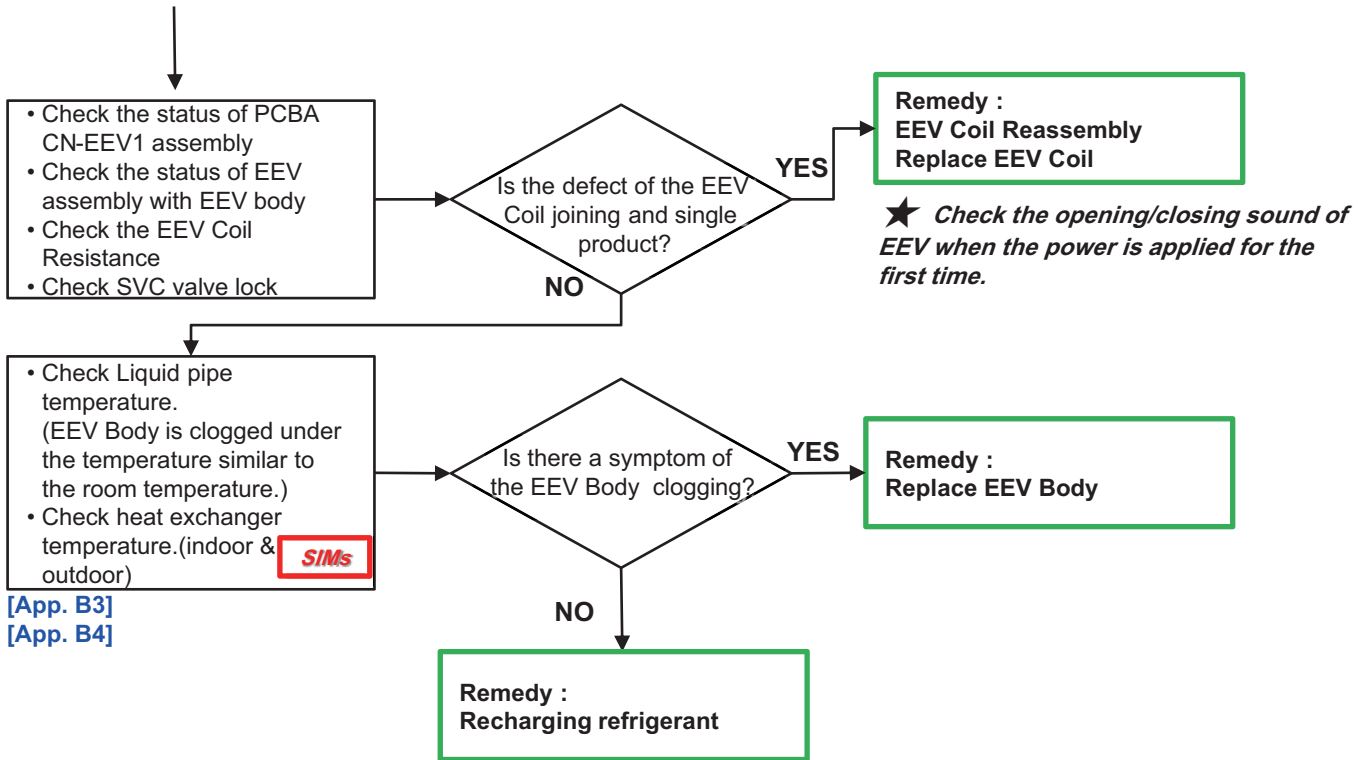 • Check the status of PCBA
CN-EEV1 assembly
• Check the status of EEV
assembly with EEV body
• Check the EEV Coil
Resistance
• Check SVC valve lock
Is the defect of the EEV
Coil joining and single
product?
YES
NO
Remedy :
EEV Coil Reassembly
Replace EEV Coil
★ Check the opening/closing sound of
EEV when the power is applied for the
first time.
• Check Liquid pipe
temperature.
(EEV Body is clogged under
the temperature similar to
the room temperature.)
• Check heat exchanger
temperature.(indoor &
outdoor)
SIMs
[App. B3]
[App. B4]
Is there a symptom of
the EEV Body clogging?
YES
NO
Remedy :
Replace EEV Body
Remedy :
Recharging refrigerant